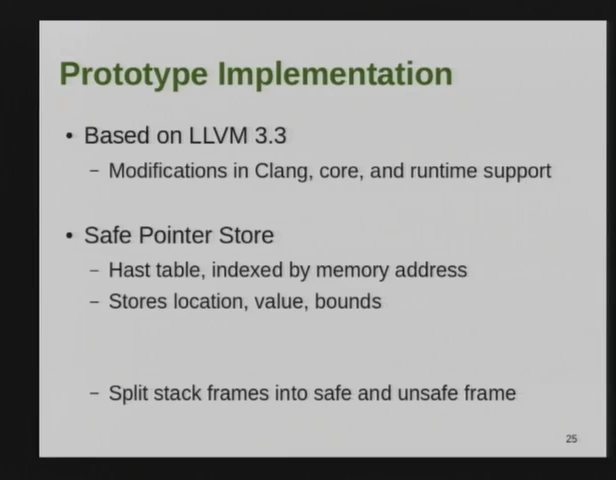 Prototype Implementation
• Based on LLVM 3.3
– Modifications in Clang, core, and runtime support
• Safe Pointer Store
– Hast table, indexed by memory address
– Stores location, value, bounds
– Split stack frames into safe and unsafe frame
25